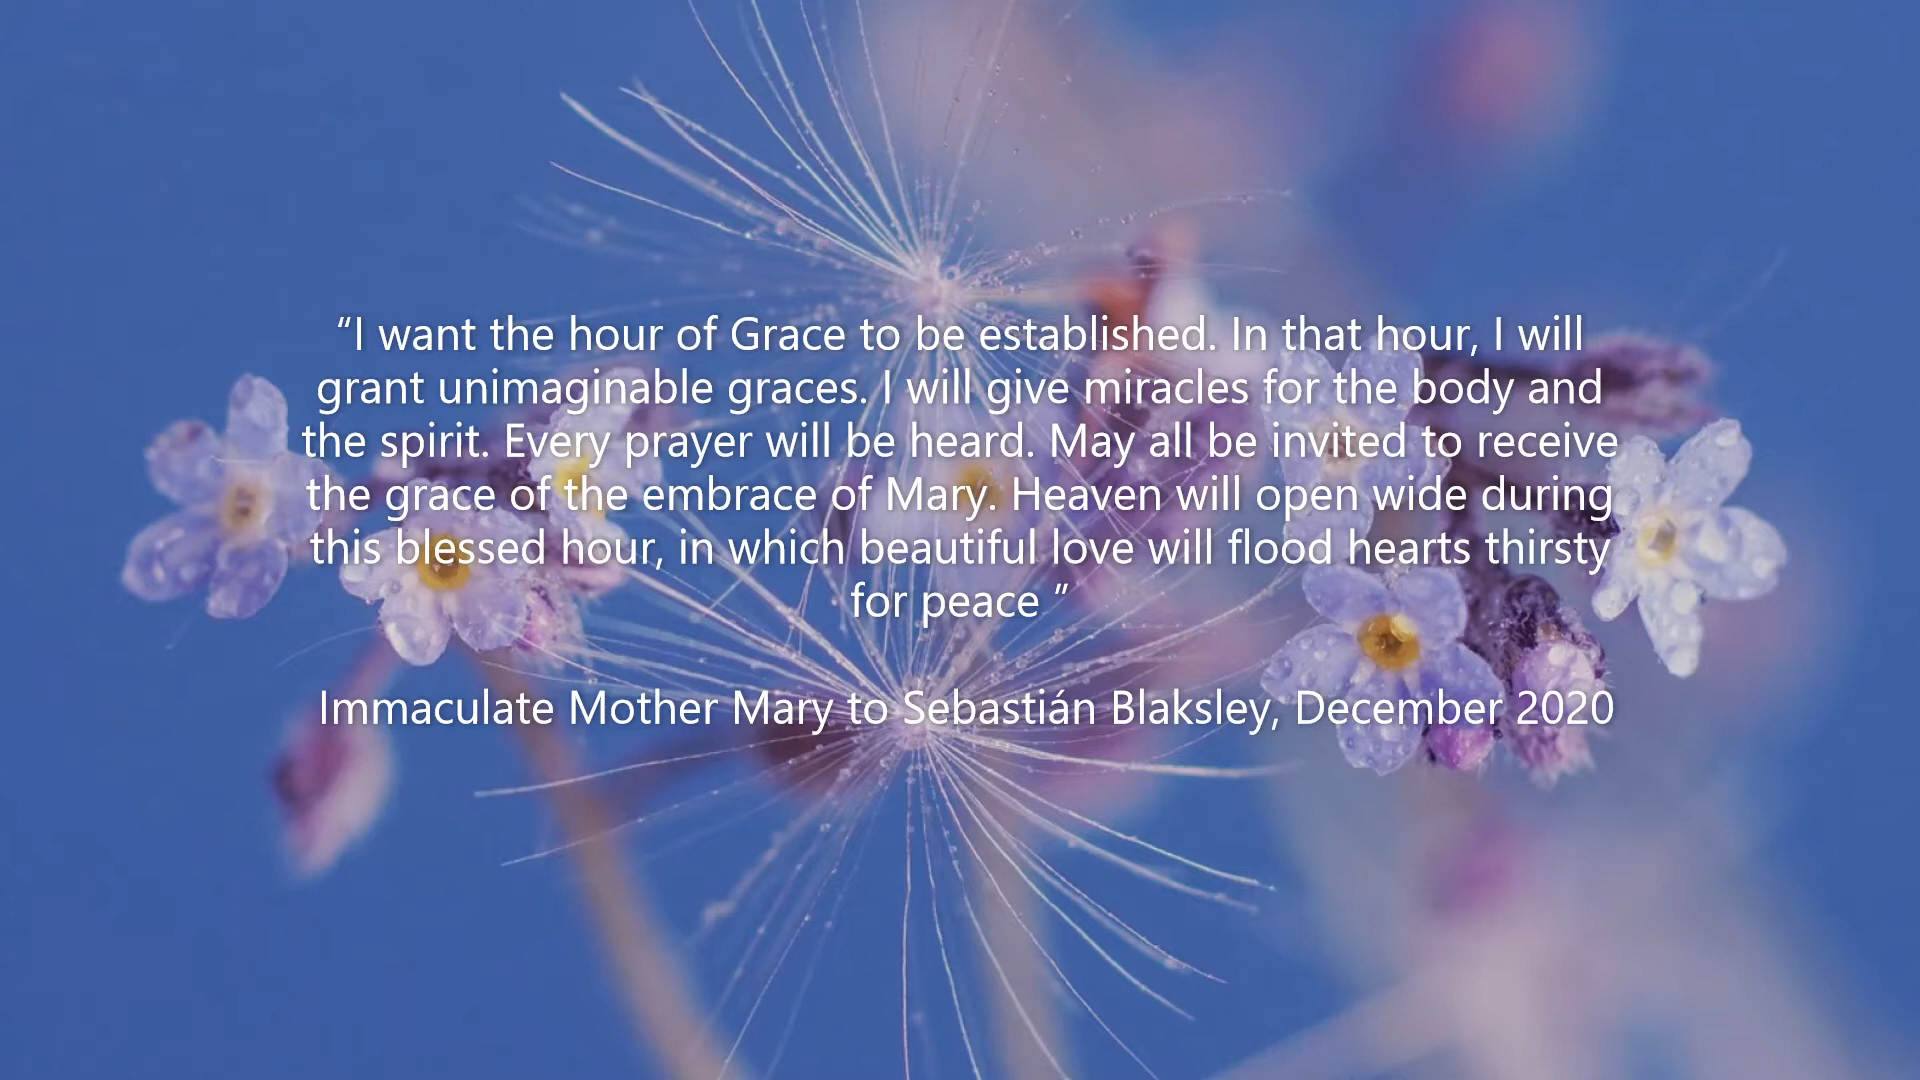 “I want the hour of Grace to be established. In that hour, I will
grant unimaginable graces. I will give miracles for the body and
the spirit. Every prayer will be heard. May all be invited to receive
the grace of the embrace of Mary. Heaven will open wide during
this blessed hour, in which beautiful love will flood hearts thirsty
for peace ”
Immaculate Mother Mary to Sebastián Blaksley, December 2020